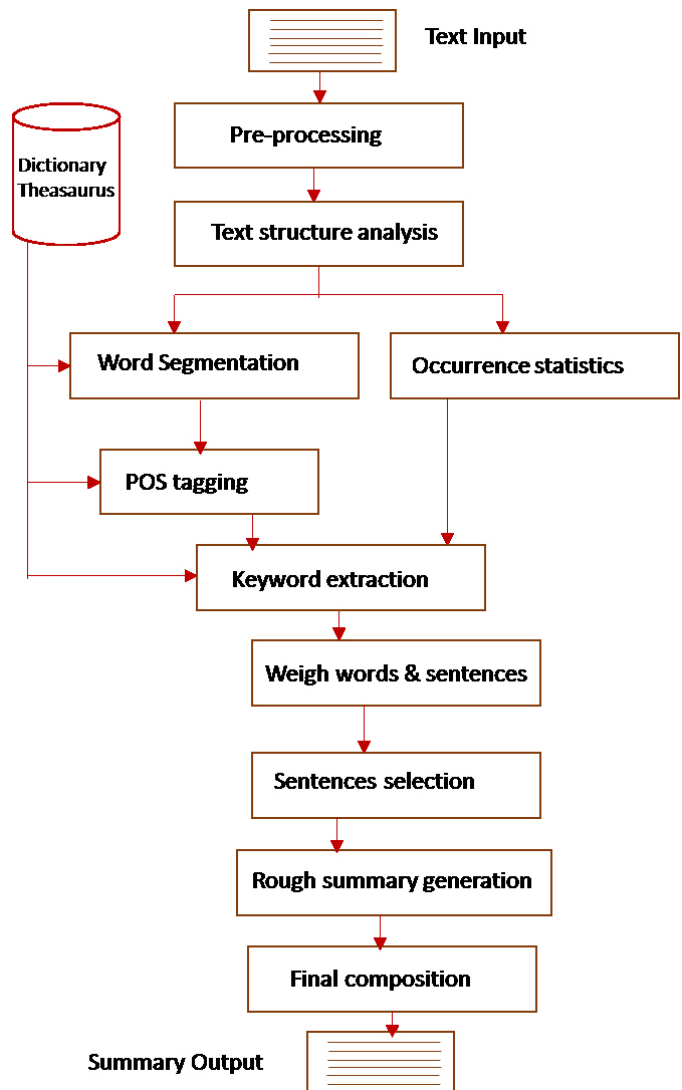 Text Input
Pre-processing
Dictionary
Theasaurus
Text structure analysis
Word Segmentation
Occurrence statistics
POS tagging
Keyword extraction
Weigh words & sentences
Sentences selection
Rough summary generation
Final composition
Summary Output